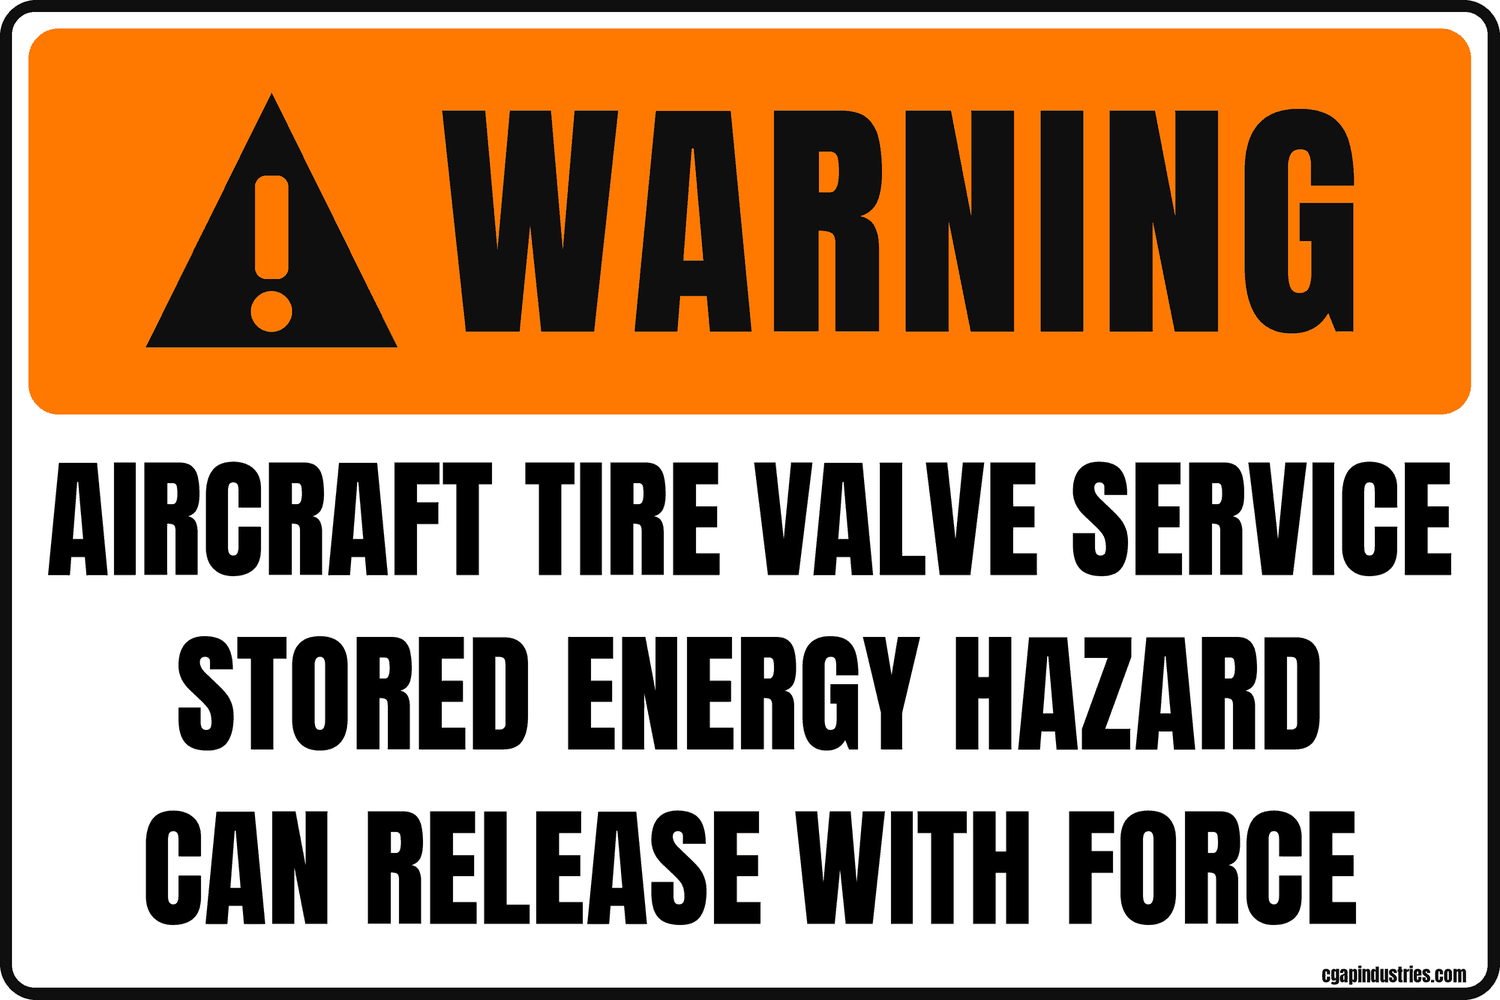 WARNING
AIRCRAFT TIRE VALVE SERVICE
STORED ENERGY HAZARD
CAN RELEASE WITH FORCE
cgapindustries.com